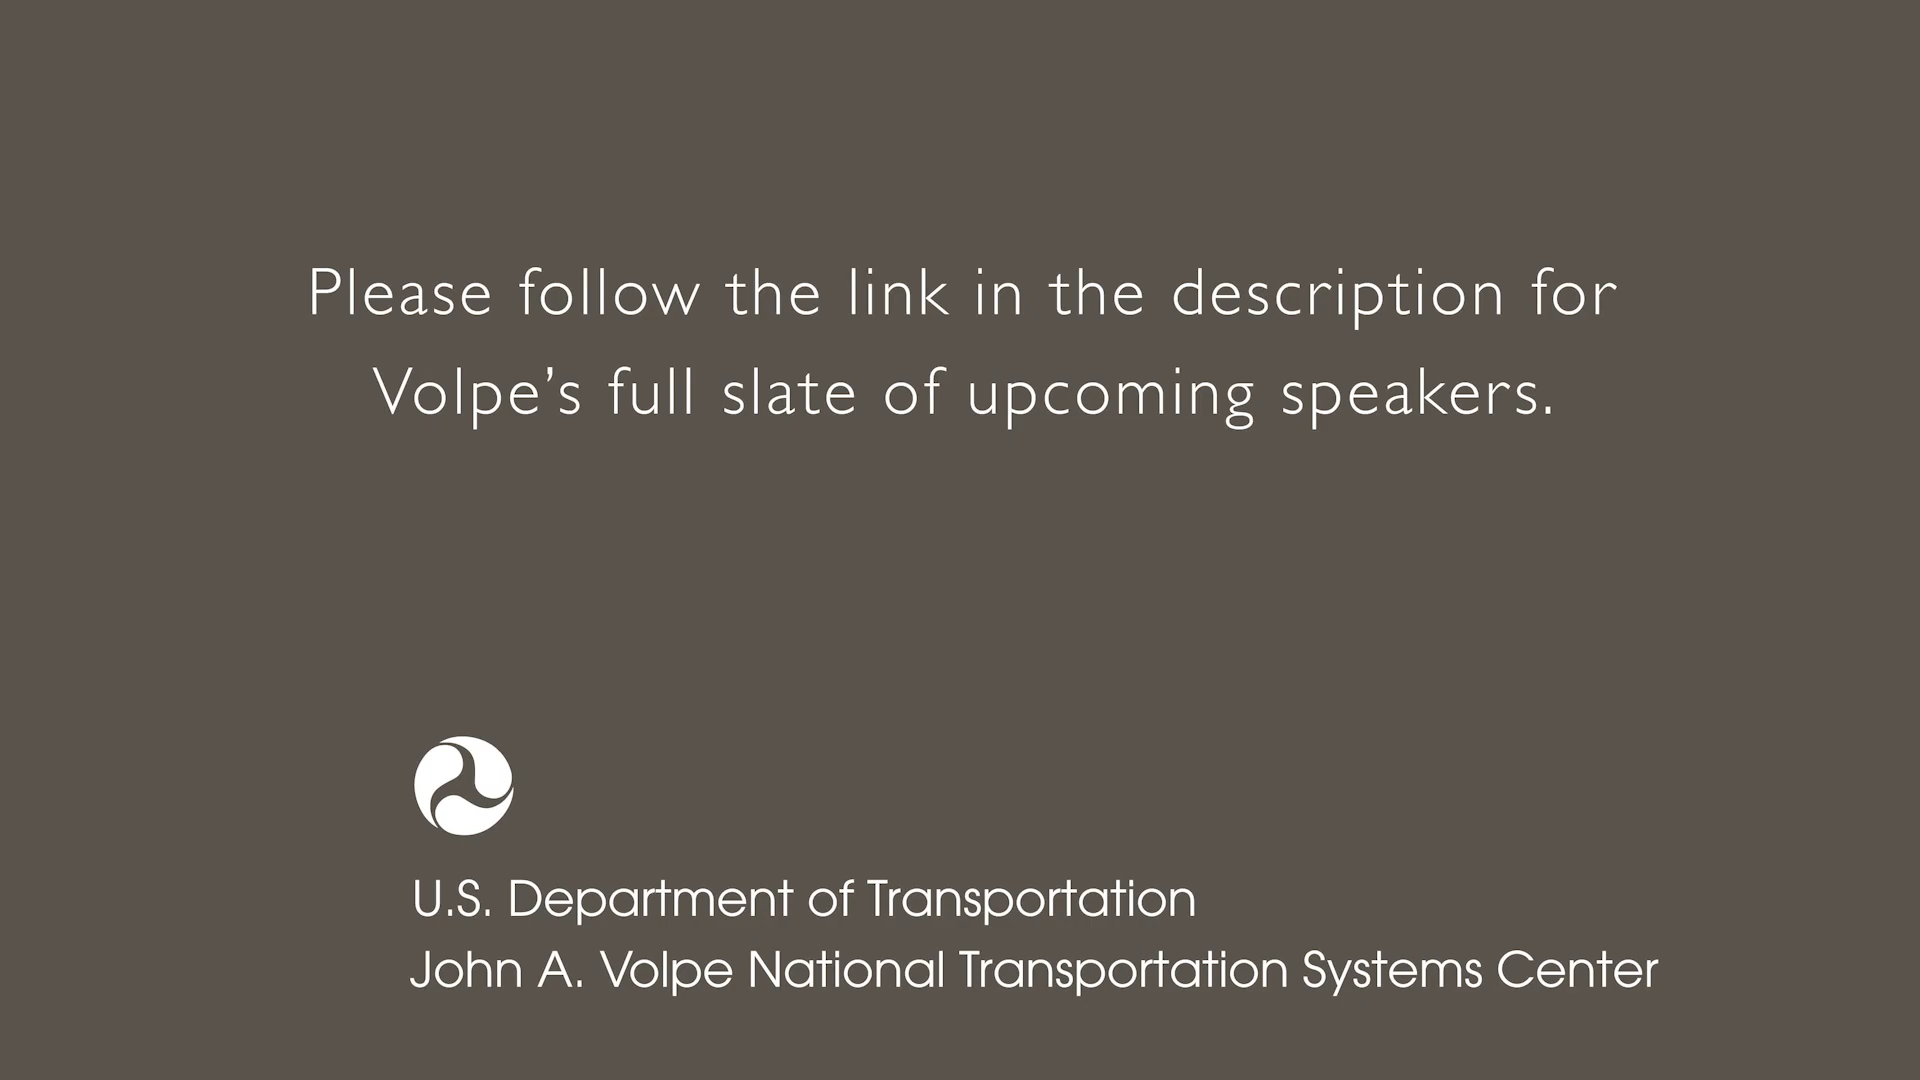 Please follow the link in the description for
Volpe’s full slate of upcoming speakers.
U.S. Department of Transportation
John A. Volpe National Transportation Systems Center